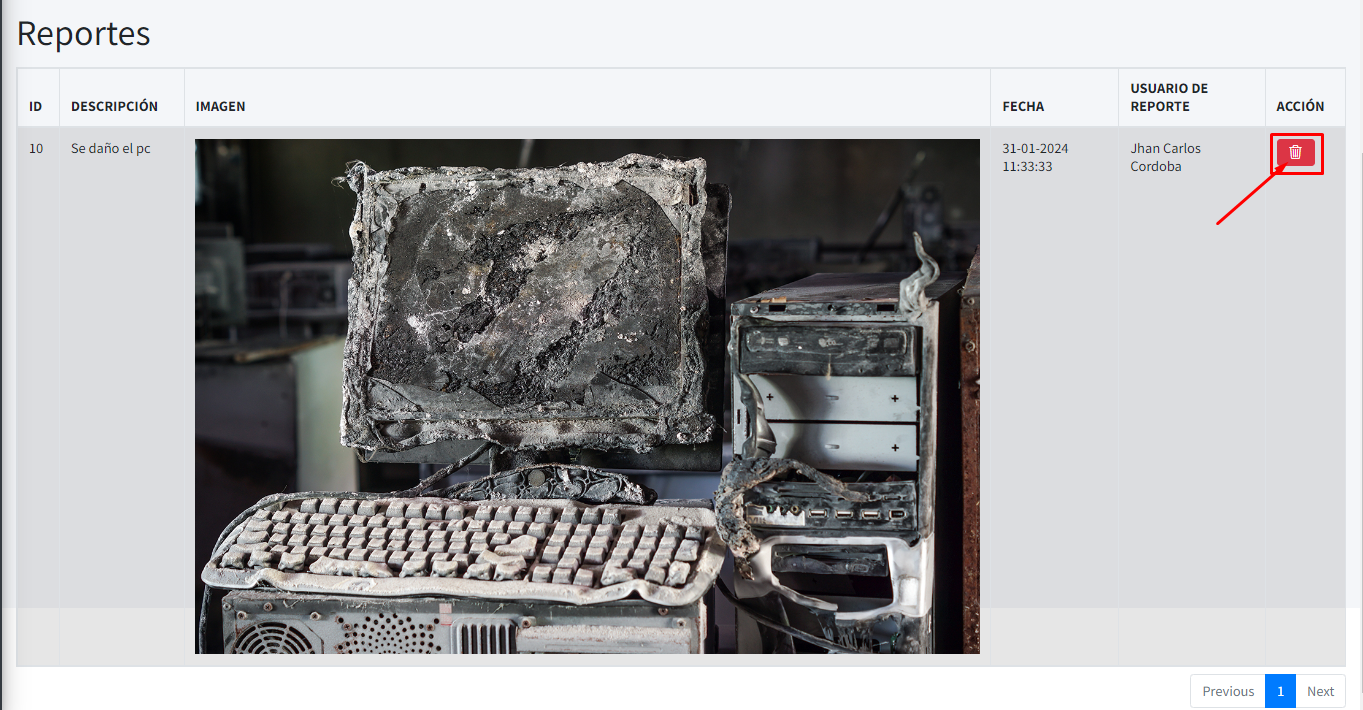 Reportes
ID
DESCRIPCIÓN
IMAGEN
FECHA
USUARIO DE
REPORTE
ACCIÓN
10
Se daño el pc
31-01-2024
11:33:33
Jhan Carlos
Cordoba
Previous
1
Next